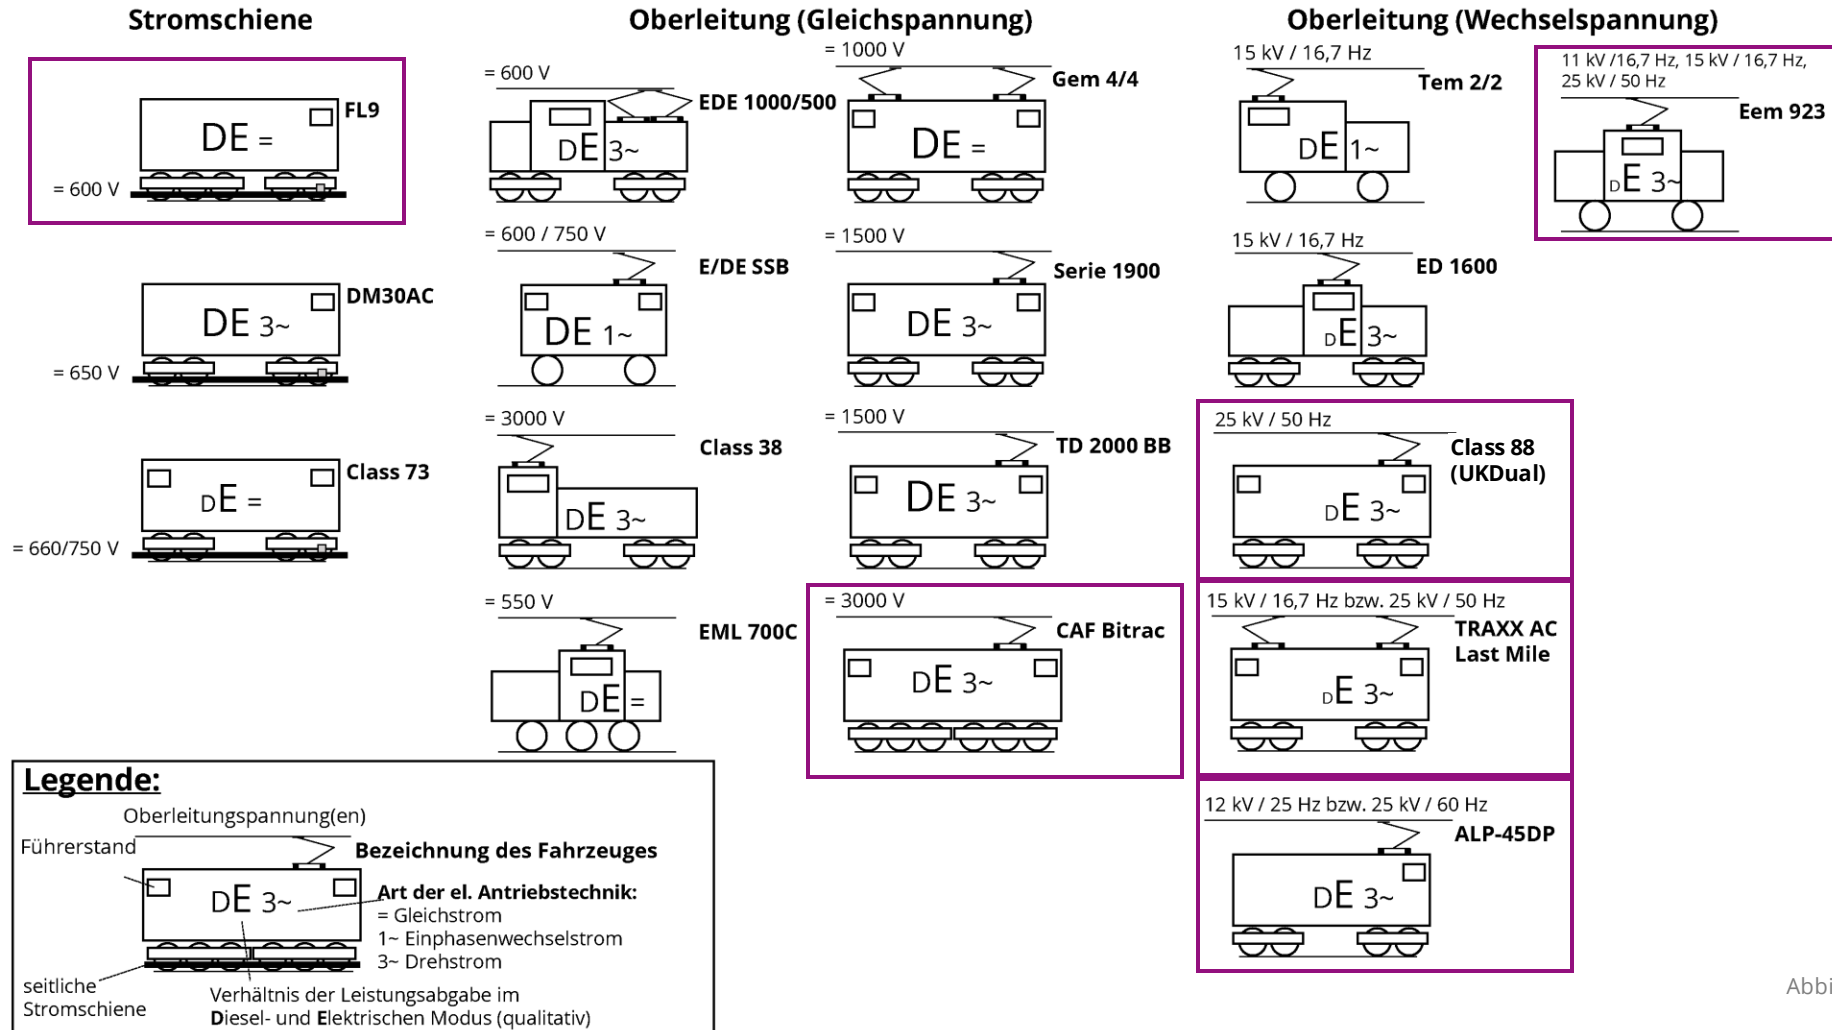 Stromschiene
FL9
DE =
= 600 V
DM30AC
DE 3~
= 650 V
Class 73
DE =
= 660/750 V
Oberleitung (Gleichspannung)
= 600 V
EDE 1000/500
DE 3~
= 1000 V
Gem 4/4
DE =
= 600 / 750 V
E/DE SSB
DE 1~
= 1500 V
Serie 1900
DE 3~
= 3000 V
Class 38
DE 3~
= 1500 V
TD 2000 BB
DE 3~
= 550 V
EML 700C
DE =
= 3000 V
CAF Bitrac
DE 3~
Oberleitung (Wechselspannung)
15 kV / 16,7 Hz
Tem 2/2
DE 1~
11 kV /16,7 Hz, 15 kV / 16,7 Hz,
25 kV / 50 Hz
Eem 923
DE 3~
15 kV / 16,7 Hz
ED 1600
DE 3~
25 kV / 50 Hz
Class 88
(UKDual)
DE 3~
15 kV / 16,7 Hz bzw. 25 kV / 50 Hz
TRAXX AC
Last Mile
DE 3~
12 kV / 25 Hz bzw. 25 kV / 60 Hz
ALP-45DP
DE 3~
Legende:
Oberleitungspannung(en)
Führerstand
Bezeichnung des Fahrzeuges
DE 3~
Art der el. Antriebstechnik:
= Gleichstrom
1~ Einphasenwechselstrom
3~ Drehstrom
seitliche
Stromschiene
Verhältnis der Leistungsabgabe im
Diesel- und Elektrischen Modus (qualitativ)
Abbi